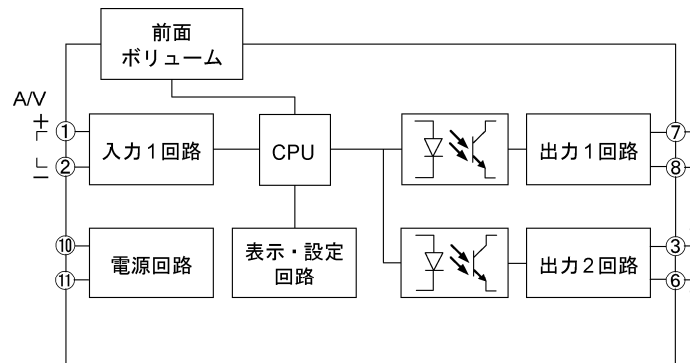 前面
ボリューム
A/V
+
①
②
−
入力1回路
CPU
出力1回路
⑦
⑧
⑩
⑪
電源回路
表示・設定
回路
出力2回路
③
⑥